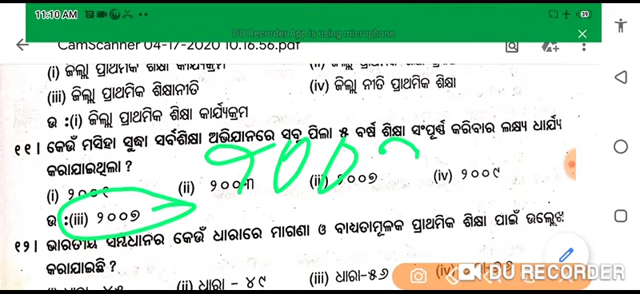 11:10 AM
DU Recorder App is using microphone.
CamScanner 04-17-2020 10.16.56.pdf
(i) ଜିଲ୍ଲା ପ୍ରାଥମିକ ଶିକ୍ଷା କାର୍ଯ୍ୟକ୍ରମ
(iii) ଜିଲ୍ଲା ପ୍ରାଥମିକ ଶିକ୍ଷାନୀତି (iv) ଜିଲ୍ଲା ନୀତି ପ୍ରାଥମିକ ଶିକ୍ଷା
ଉ :(i) ଜିଲ୍ଲା ପ୍ରାଥମିକ ଶିକ୍ଷା କାର୍ଯ୍ୟକ୍ରମ
୧୧। କେଉଁ ମସିହା ସୁଦ୍ଧା ସର୍ବଶିକ୍ଷା ଅଭିଯାନରେ ସବୁ ପିଲା ୫ ବର୍ଷ ଶିକ୍ଷା ସଂପୂର୍ଣ୍ଣ କରିବାର ଲକ୍ଷ୍ୟ ଧାର୍ଯ୍ୟ
କରାଯାଇଥିଲା ?
(i) (ii) ୨୦୦୩ (iii) ୨୦୦୭ (iv) ୨୦୦୯
ଉ :(iii) ୨୦୦୭
୧୨। ଭାରତୀୟ ସମ୍ବିଧାନର କେଉଁ ଧାରାରେ ମାଗଣା ଓ ବାଧ୍ୟତାମୂଳକ ପ୍ରାଥମିକ ଶିକ୍ଷା ପାଇଁ ଉଲ୍ଲେଖ
କରାଯାଇଛି ?
(ii) ଧାରା - ୪୯ (iii) ଧାରା-୫୬ (iv)
DU RECORDER